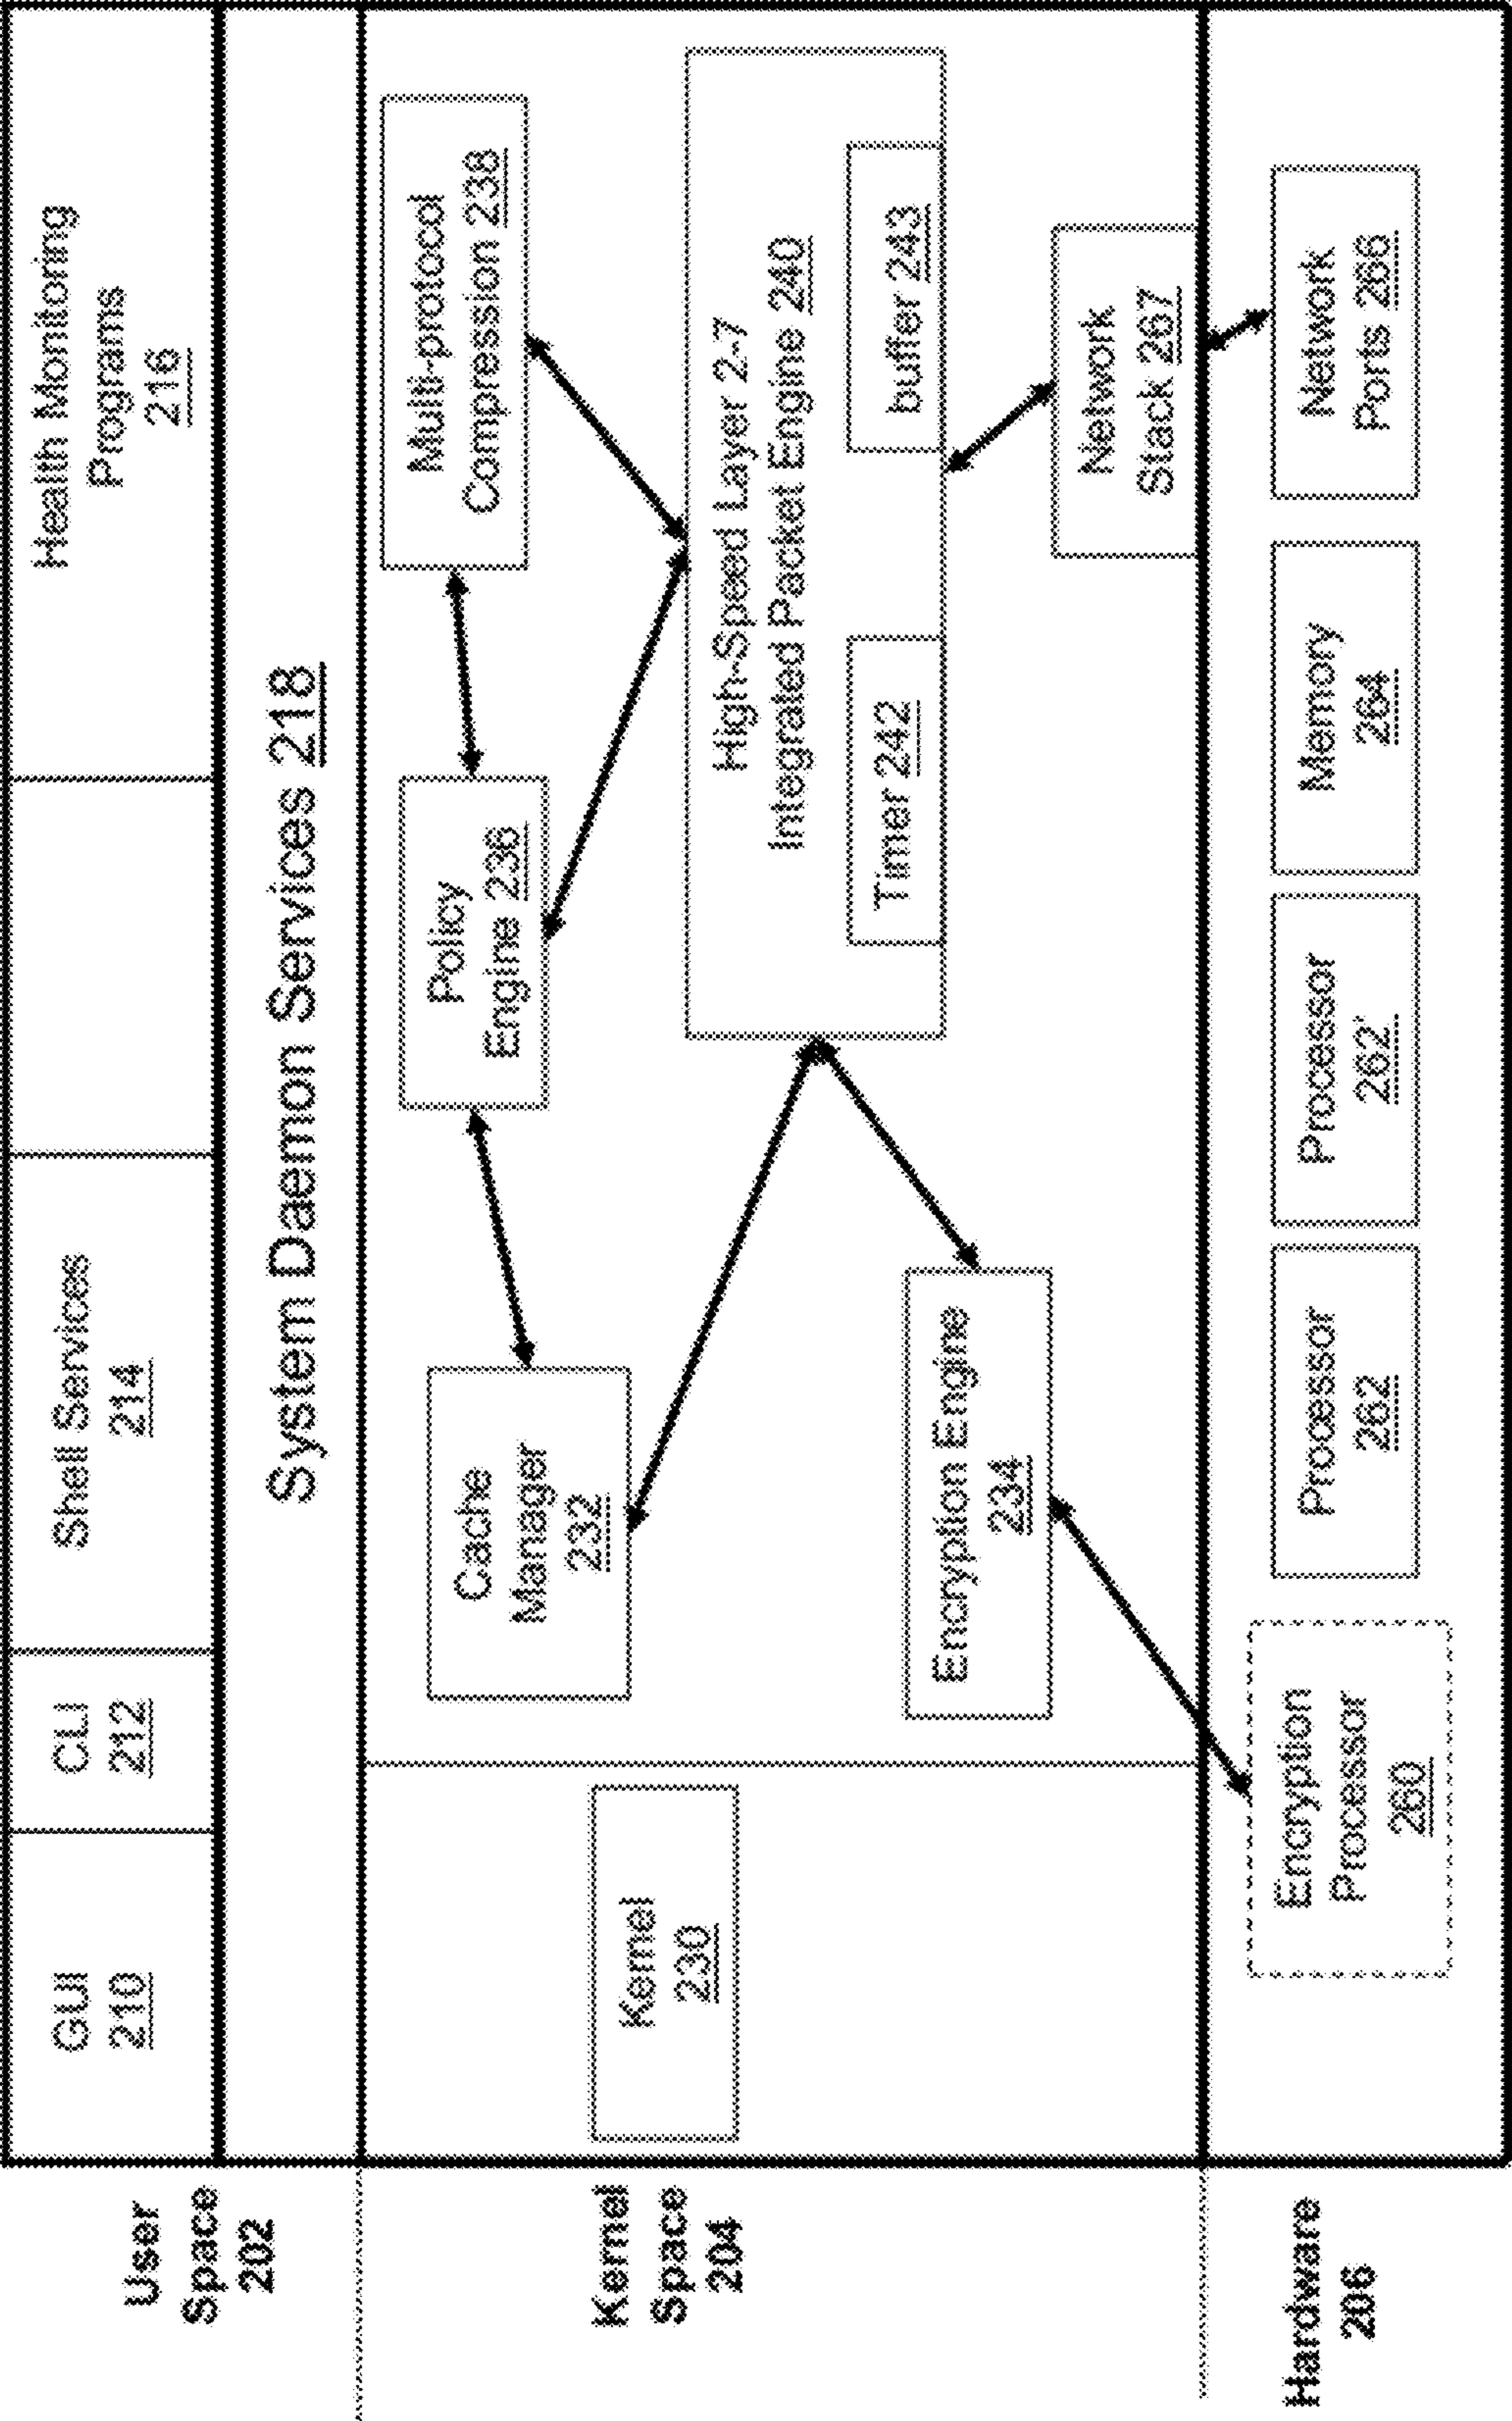 User
Space
202
GUI
210
CLI
212
Shell Services
214
Health Monitoring
Programs
216
System Daemon Services 218
Kernel
Space
204
Kernel
230
Cache
Manager
232
Policy
Engine 236
Multi-protocol
Compression 238
High-Speed Layer 2-7
Integrated Packet Engine 240
Timer 242
buffer 243
Encryption Engine
234
Network
Stack 267
Hardware
206
Encryption
Processor
260
Processor
262
Processor
262'
Memory
264
Network
Ports 266